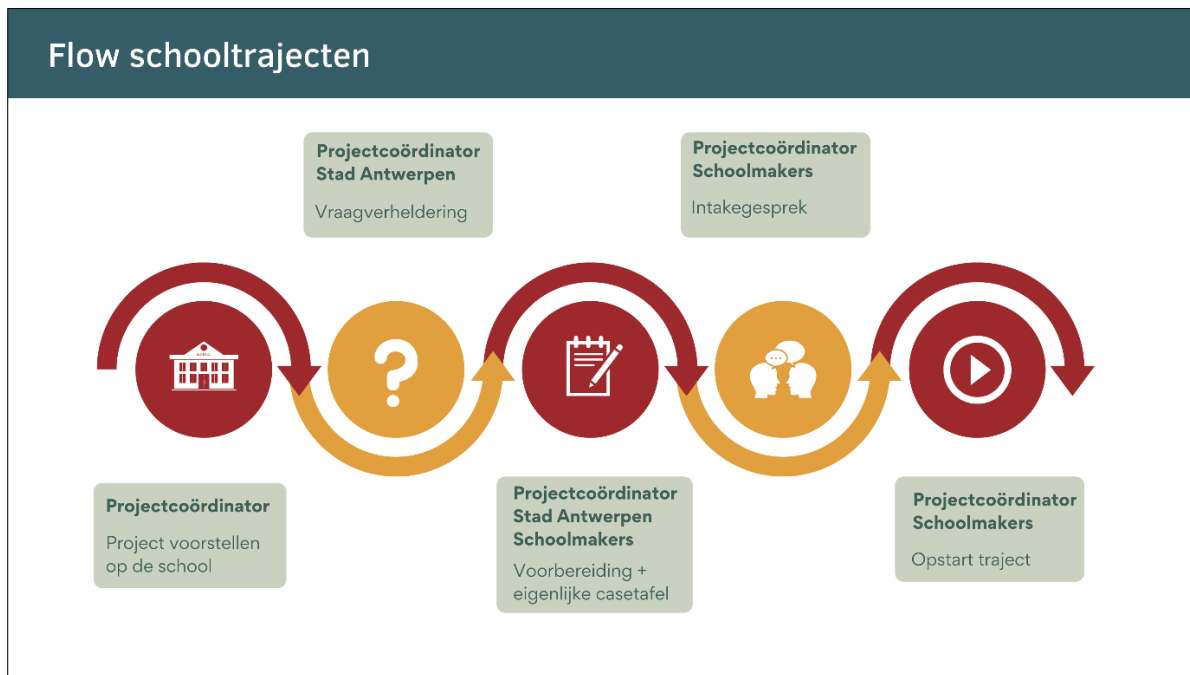 Flow schooltrajecten
Projectcoördinator
Project voorstellen
op de school
Projectcoördinator
Stad Antwerpen
Vraagverheldering
Projectcoördinator
Stad Antwerpen
Schoolmakers
Voorbereiding +
eigenlijke casetafel
Projectcoördinator
Schoolmakers
Intakegesprek
Projectcoördinator
Schoolmakers
Opstart traject